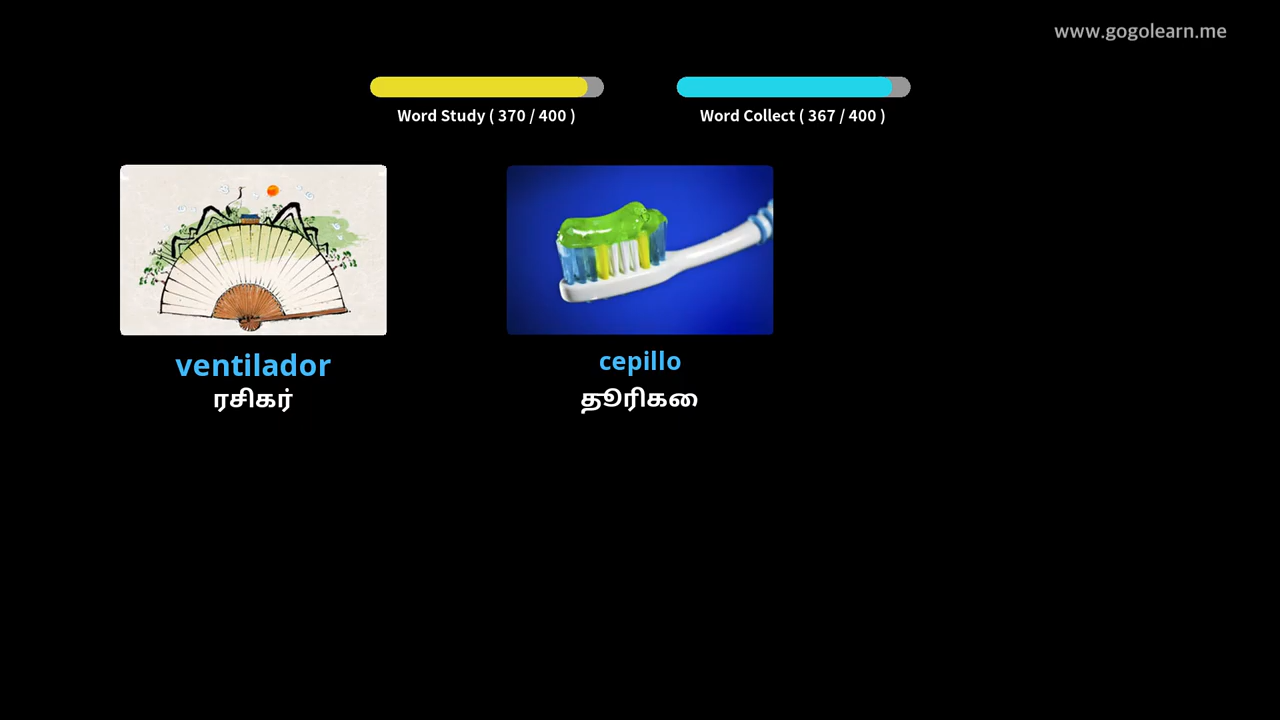 www.gogolearn.me
Word Study ( 370 / 400 )
Word Collect ( 367 / 400 )
ventilador
ரசிகர்
cepillo
தூரிகை